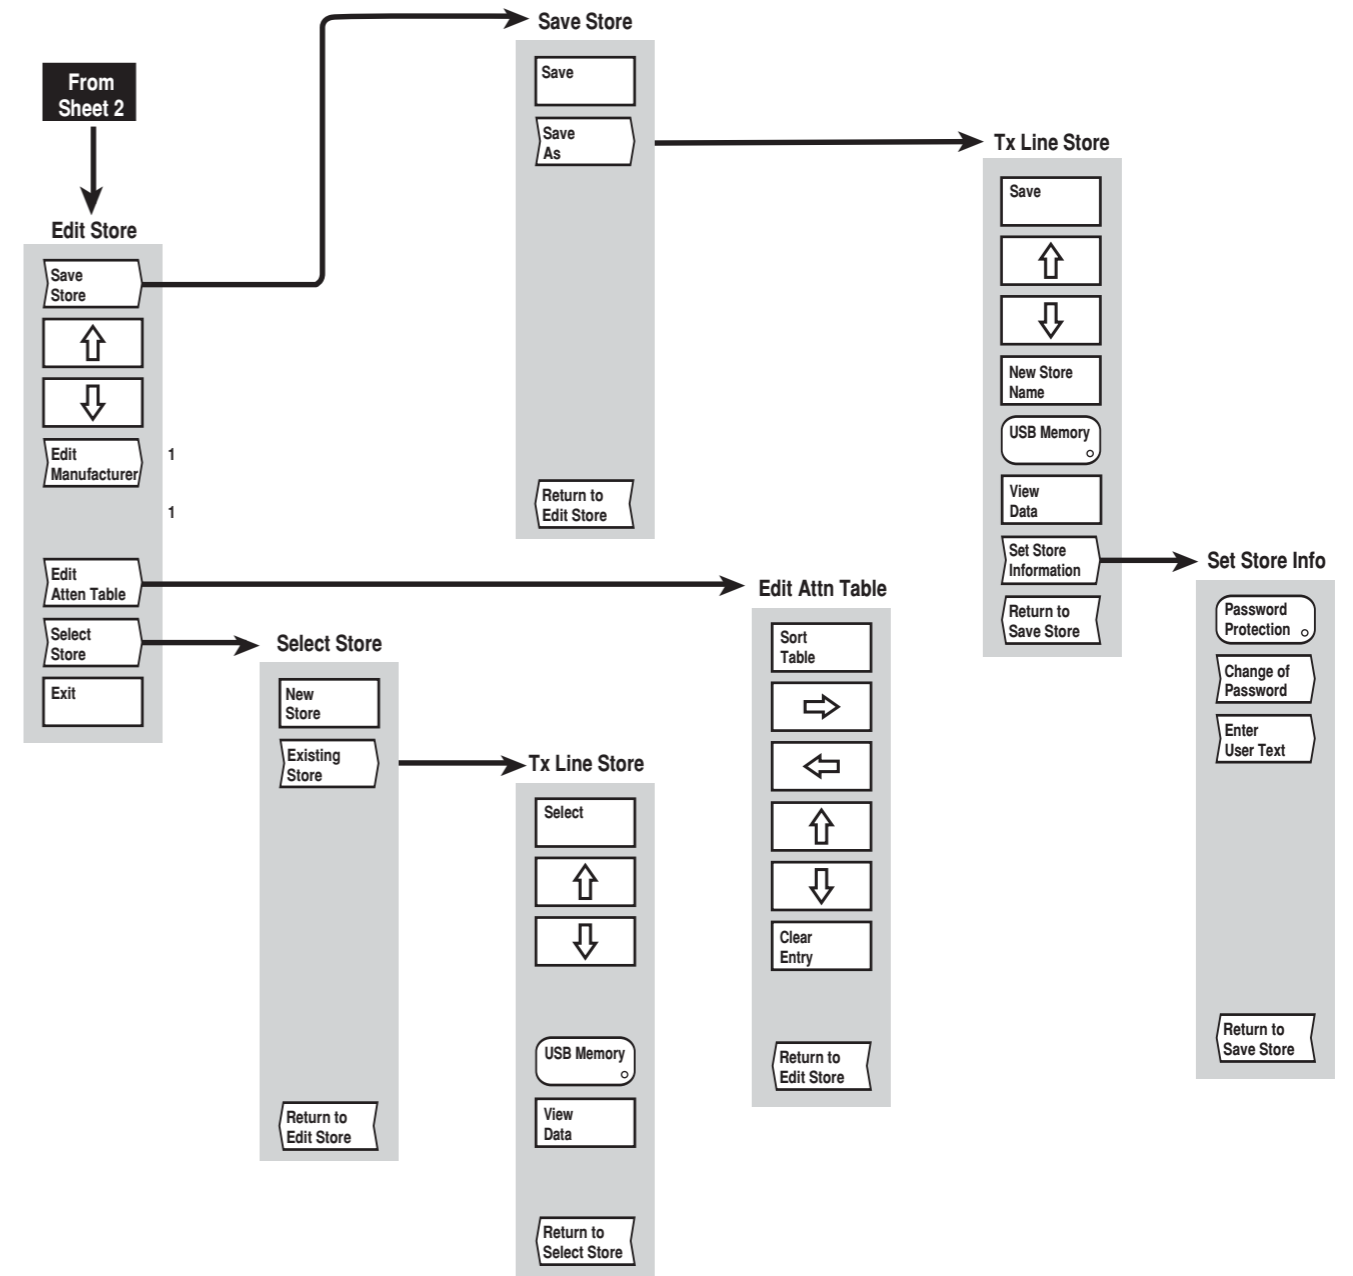 From
Sheet 2
Edit Store
Save
Store
Edit
Manufacturer
1
1
Edit
Atten Table
Select
Store
Exit
Save Store
Save
Save
As
Return to
Edit Store
Tx Line Store
Save
New Store
Name
USB Memory
View
Data
Set Store
Information
Return to
Save Store
Set Store Info
Password
Protection
Change of
Password
Enter
User Text
Return to
Save Store
Edit Attn Table
Sort
Table
Clear
Entry
Return to
Edit Store
Select Store
New
Store
Existing
Store
Return to
Edit Store
Tx Line Store
Select
USB Memory
View
Data
Return to
Select Store